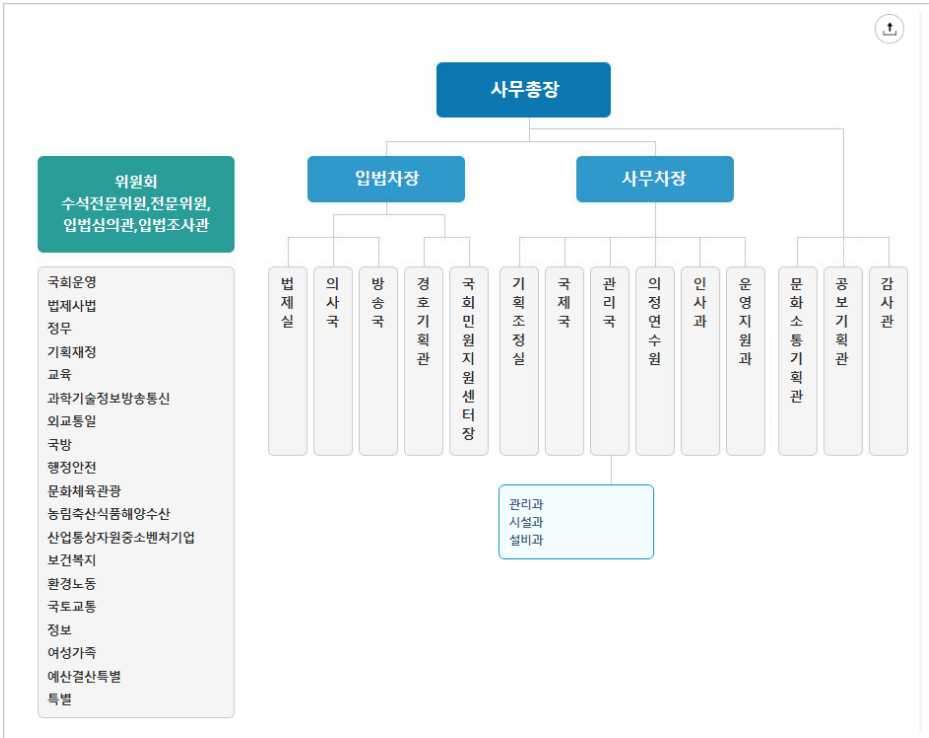 사무총장
위원회
수석전문위원,전문위원,
입법심의관,입법조사관
입법차장
사무차장
국회운영
법제사법
정무
기획재정
교육
과학기술정보방송통신
외교통일
국방
행정안전
문화체육관광
농림축산식품해양수산
산업통상자원중소벤처기업
보건복지
환경노동
국토교통
정보
여성가족
예산결산특별
특별
법제실
의사국
방송국
경호기획관
국회민원지원센터장
기획조정실
국제국
관리국
의정연수원
인사과
운영지원과
문화소통기획관
공보기획관
감사관
관리과
시설과
설비과